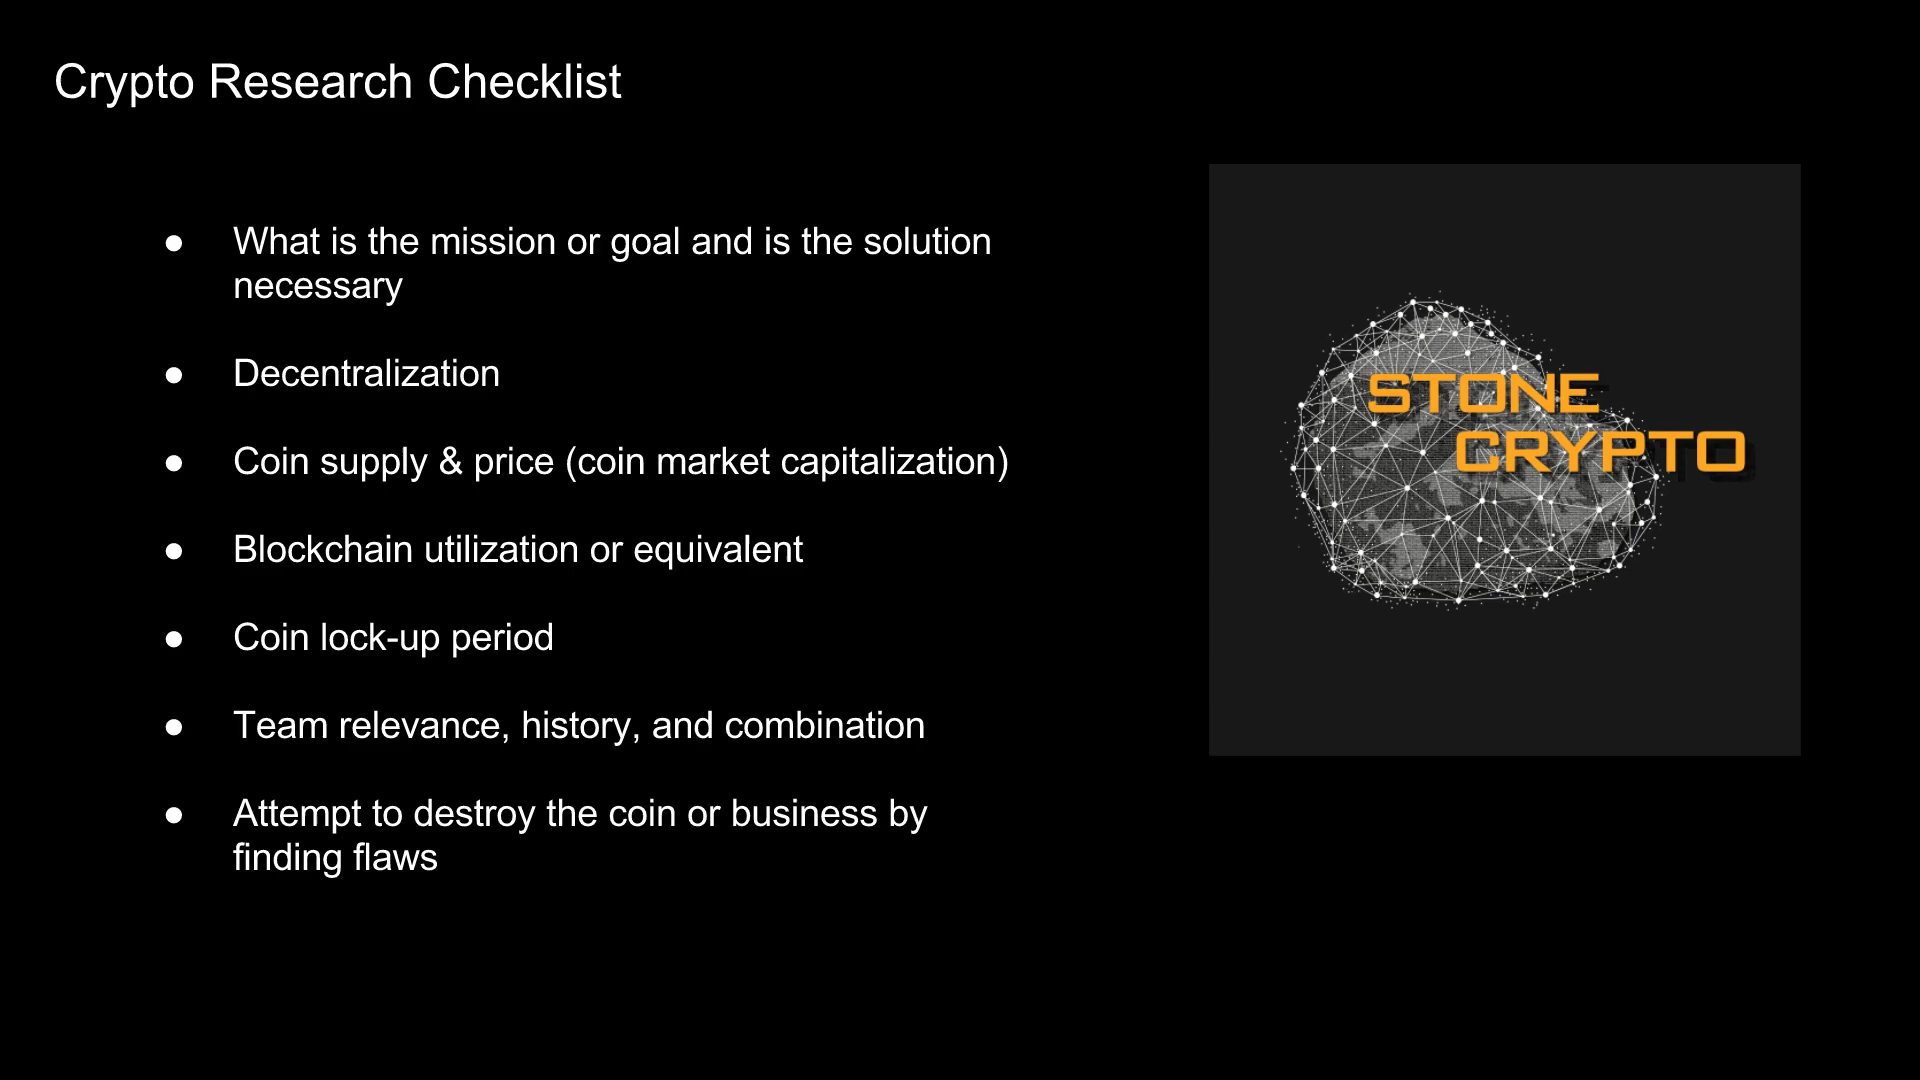 Crypto Research Checklist
● What is the mission or goal and is the solution
necessary
● Decentralization
● Coin supply & price (coin market capitalization)
● Blockchain utilization or equivalent
● Coin lock-up period
● Team relevance, history, and combination
● Attempt to destroy the coin or business by
finding flaws
STONE
CRYPTO